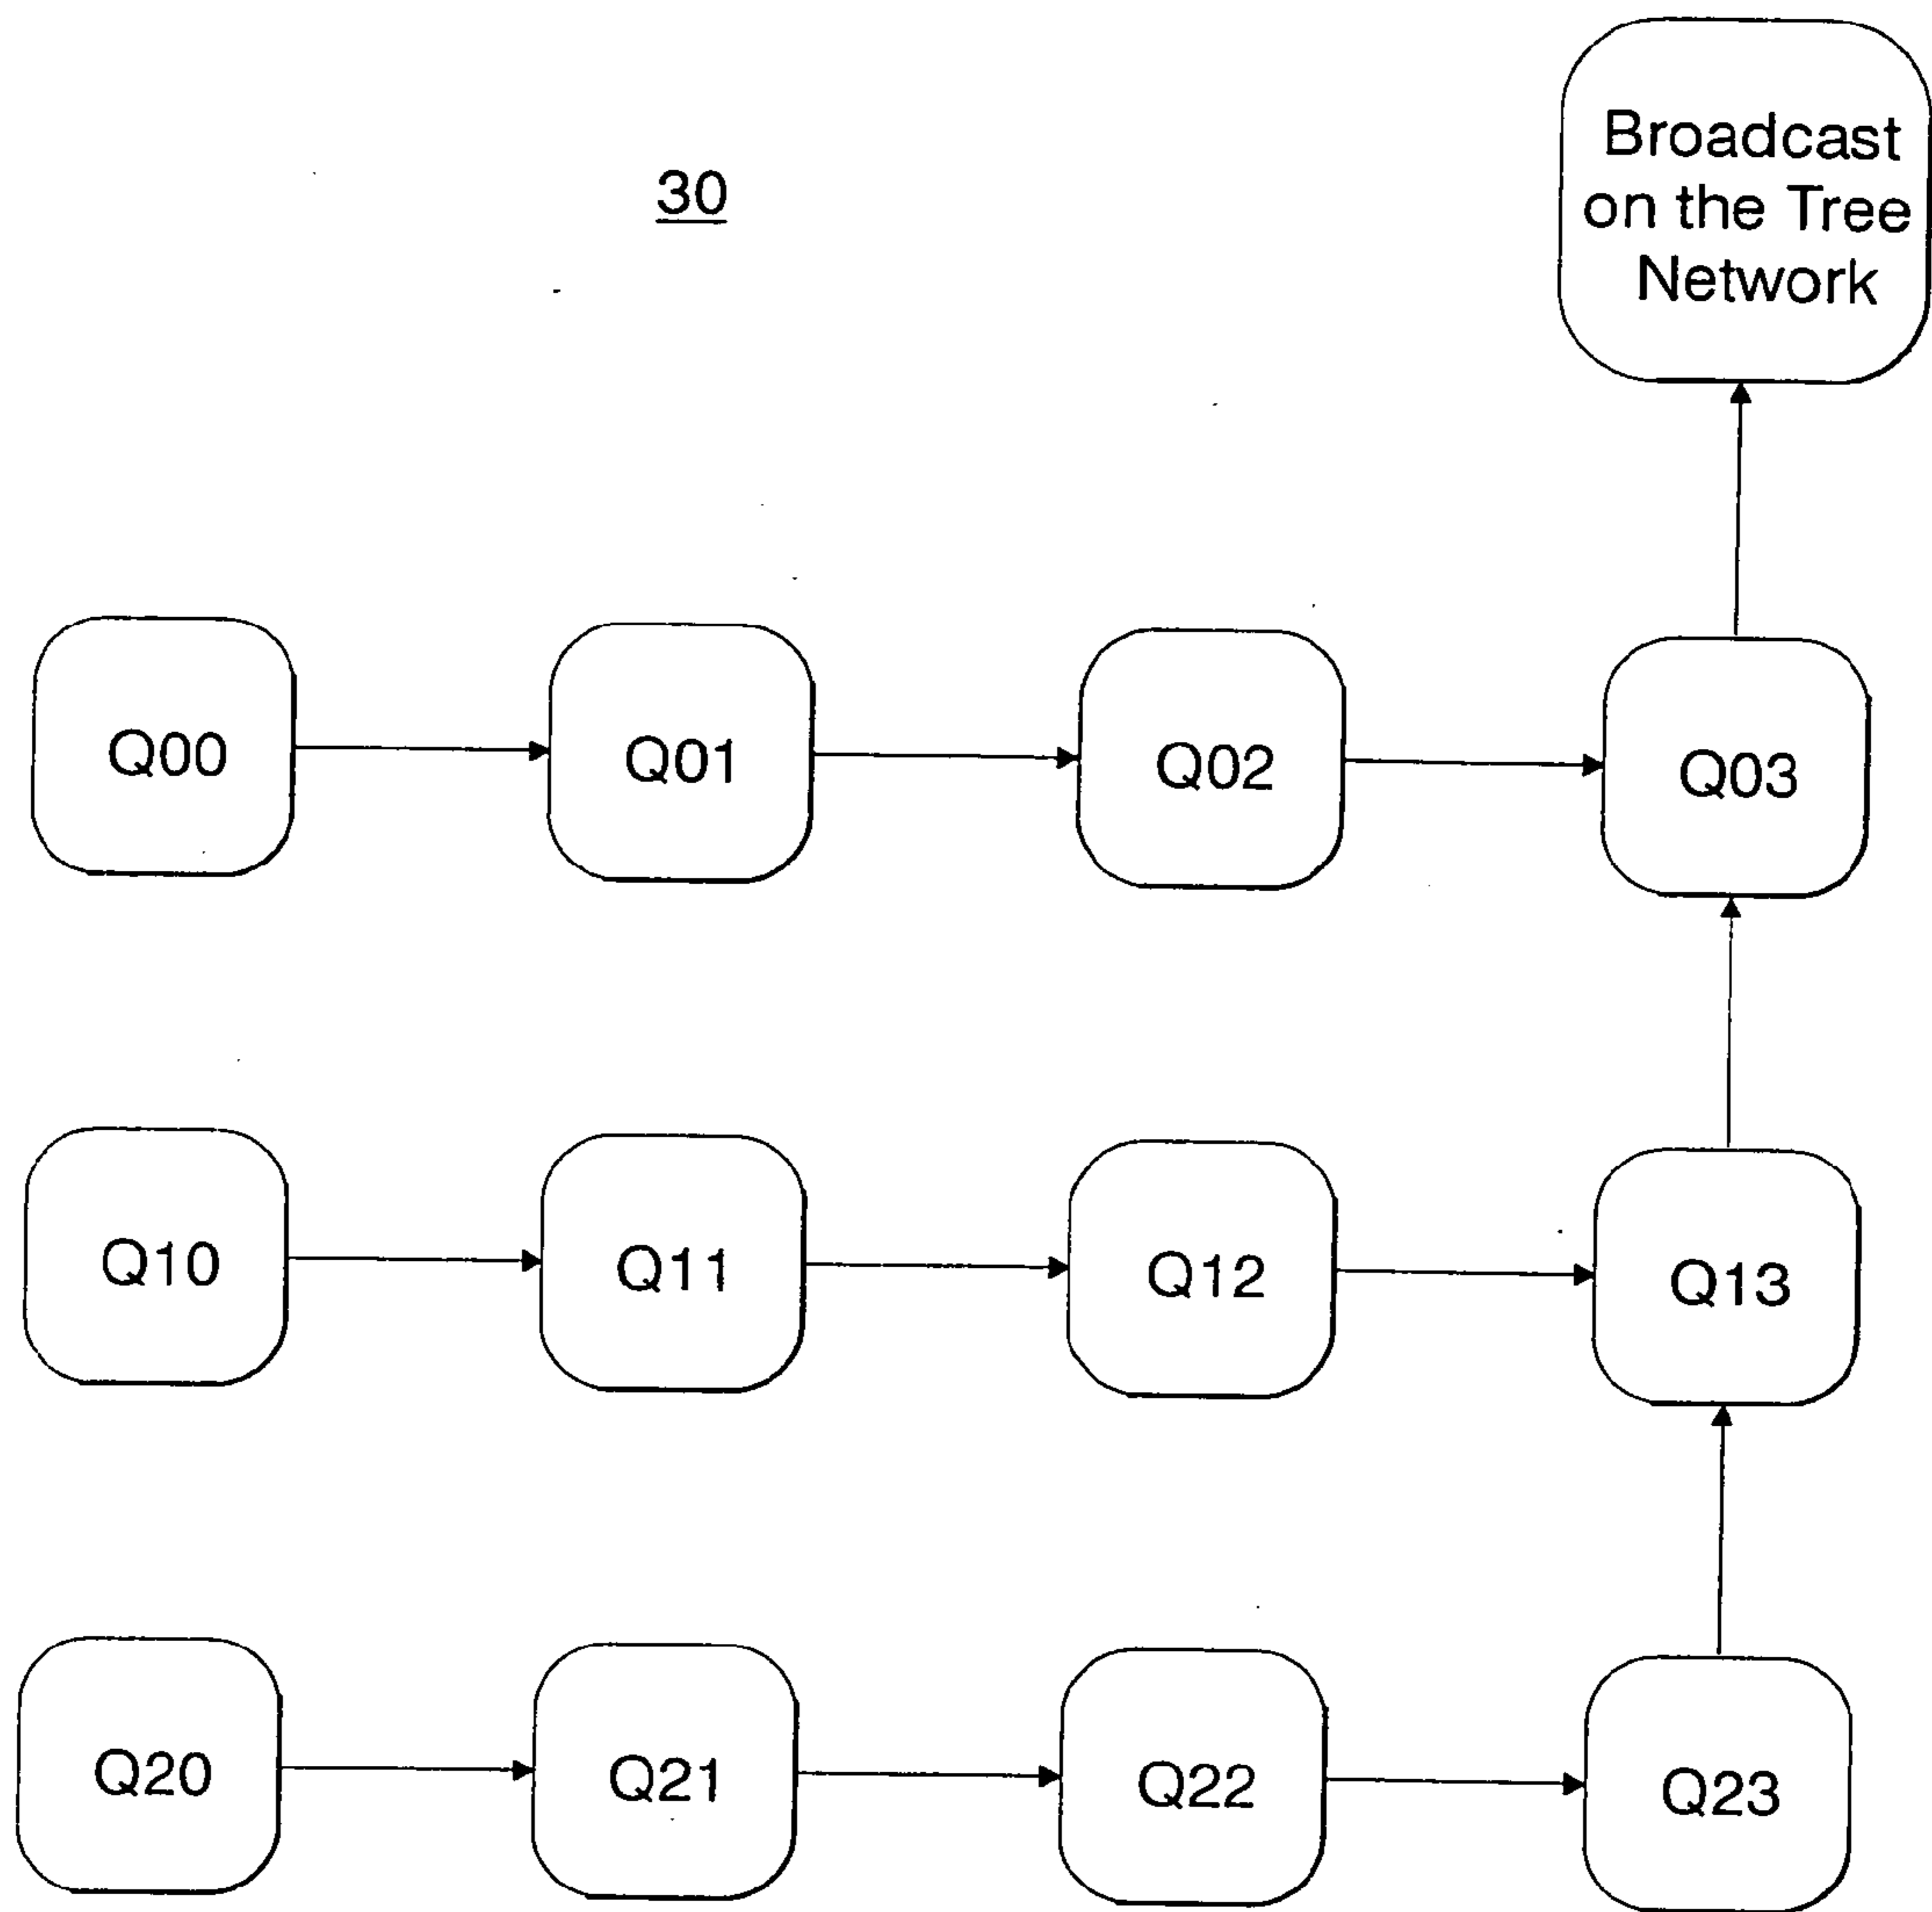 30
Broadcast
on the Tree
Network
Q00
Q01
Q02
Q03
Q10
Q11
Q12
Q13
Q20
Q21
Q22
Q23